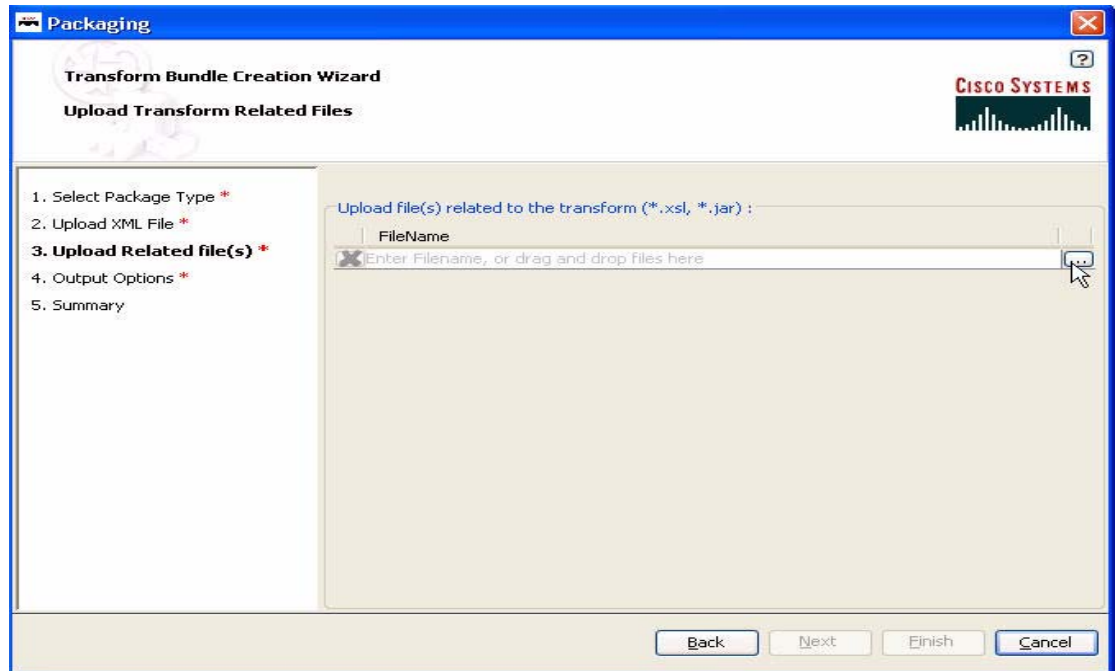 Packaging
Transform Bundle Creation Wizard
Upload Transform Related Files
?
CISCO SYSTEMS
1. Select Package Type *
2. Upload XML File *
3. Upload Related file(s) *
4. Output Options *
5. Summary
Upload file(s) related to the transform (*.xsl, *.jar) :
FileName
Enter Filename, or drag and drop files here
...
Back
Next
Finish
Cancel